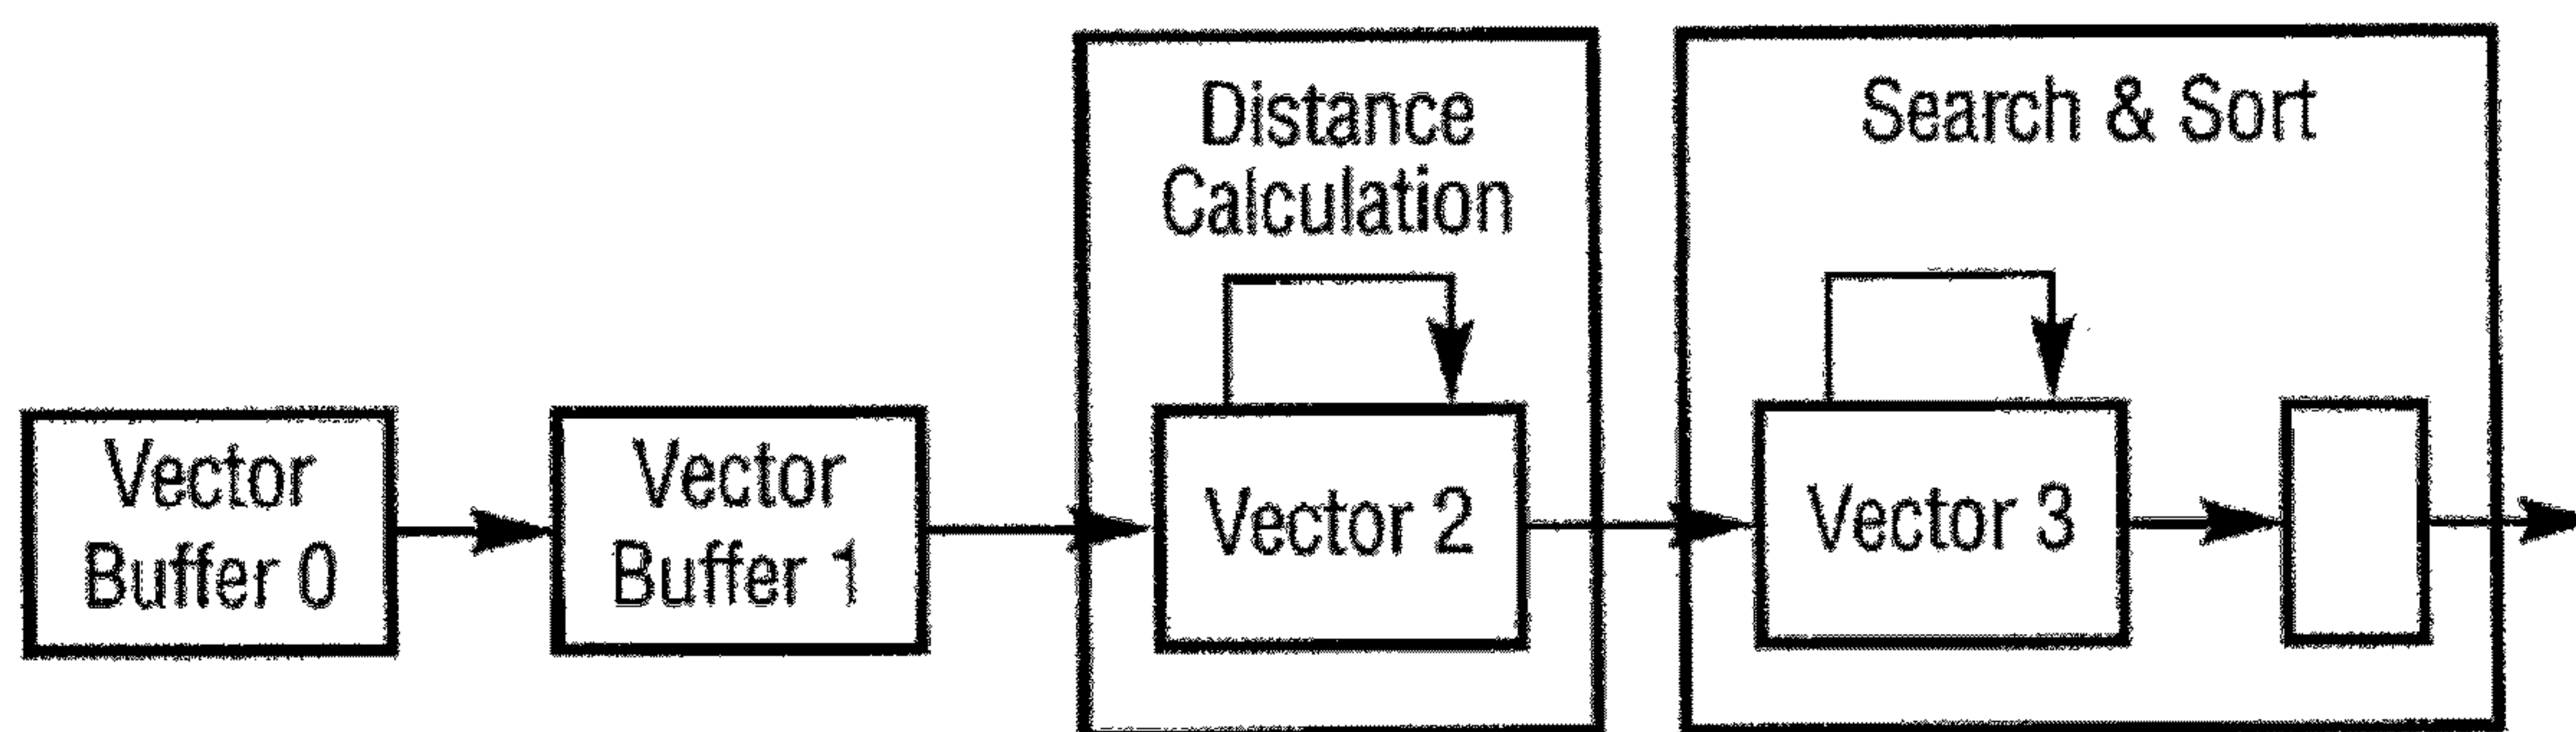 Vector
Buffer 0
Vector
Buffer 1
Distance
Calculation
Vector 2
Search & Sort
Vector 3